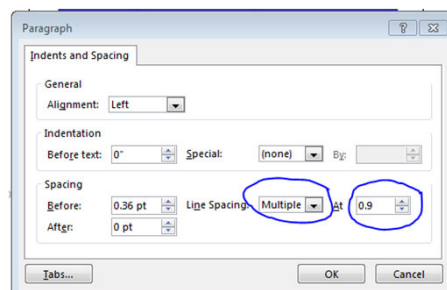 Paragraph
Indents and Spacing
General
Alignment: Left
Indentation
Before text: 0" Special: (none) By:
Spacing
Before: 0.36 pt Line Spacing: Multiple At 0.9
After: 0 pt
Tabs... OK Cancel